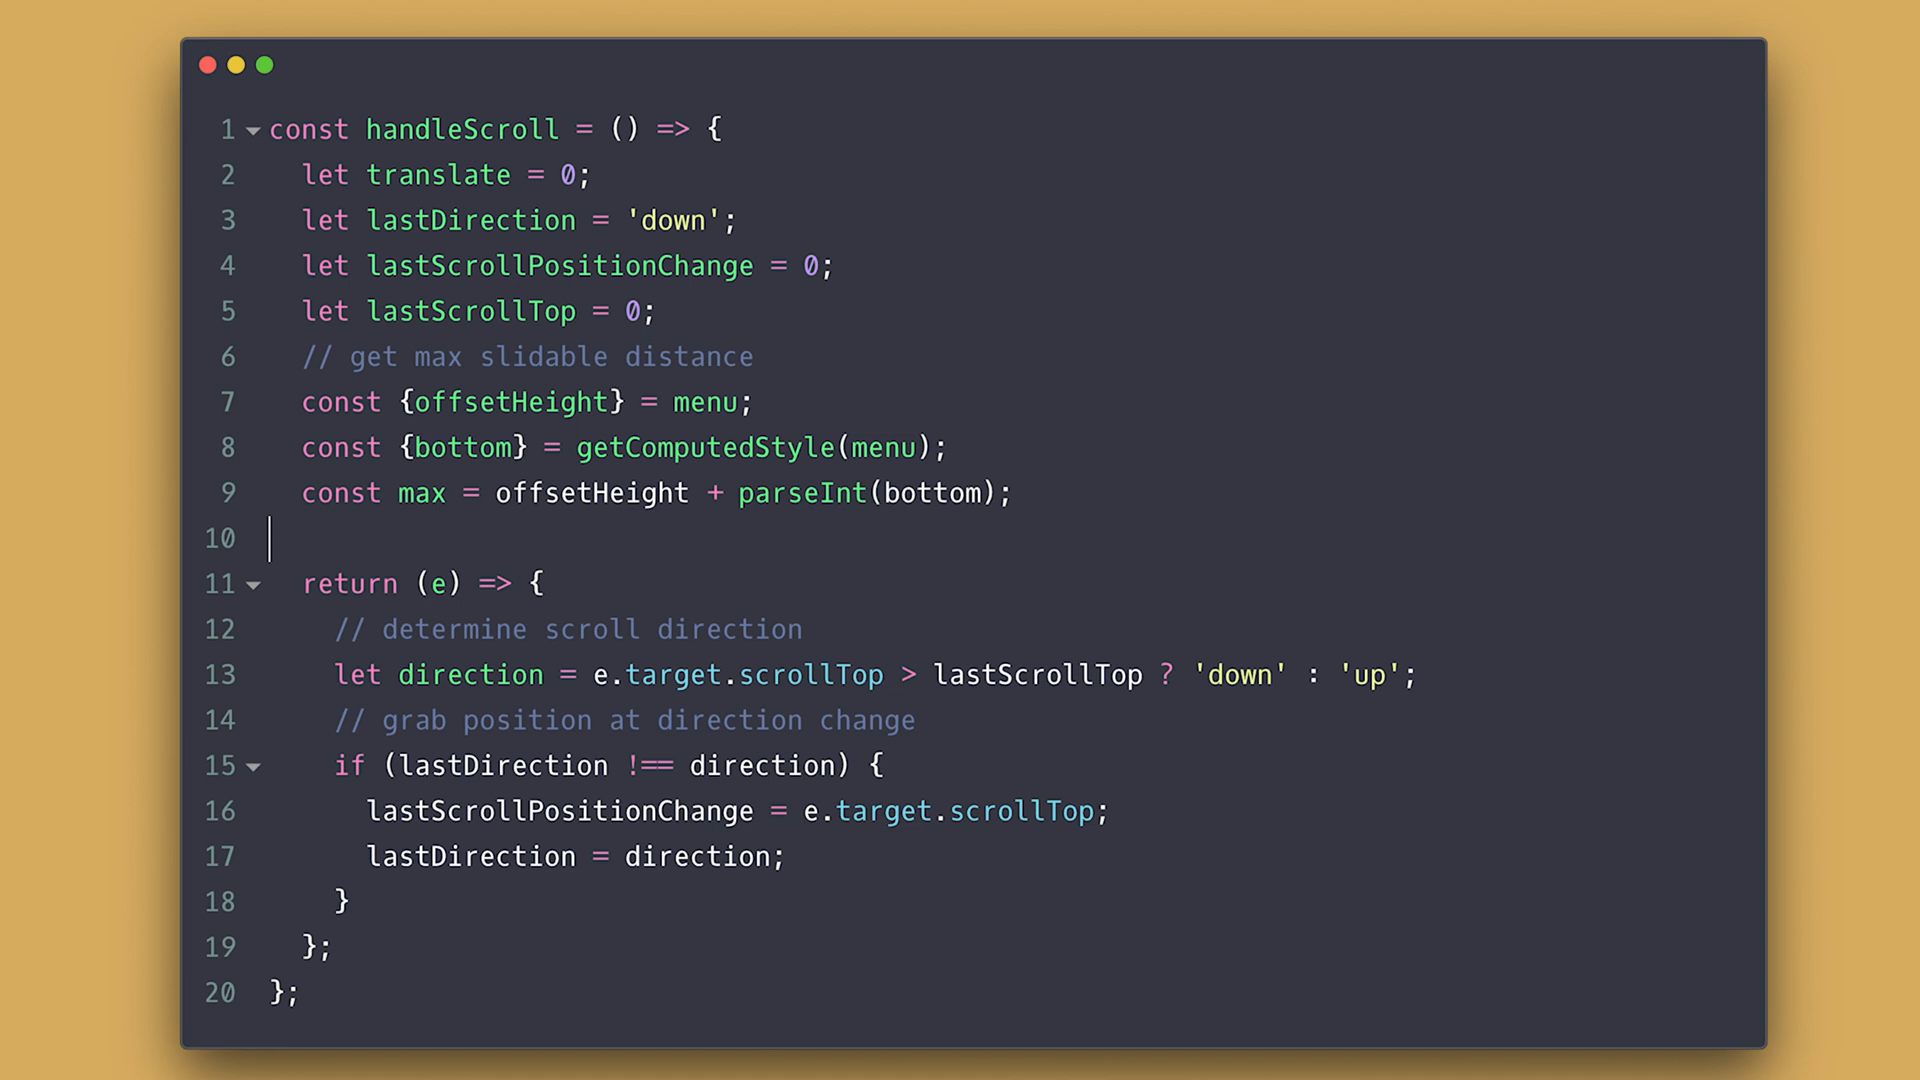 1 const handleScroll = () => {
2 let translate = 0;
3 let lastDirection = 'down';
4 let lastScrollPositionChange = 0;
5 let lastScrollTop = 0;
6 // get max slidable distance
7 const {offsetHeight} = menu;
8 const {bottom} = getComputedStyle(menu);
9 const max = offsetHeight + parseInt(bottom);
10
11 return (e) => {
12 // determine scroll direction
13 let direction = e.target.scrollTop > lastScrollTop ? 'down' : 'up';
14 // grab position at direction change
15 if (lastDirection !== direction) {
16 lastScrollPositionChange = e.target.scrollTop;
17 lastDirection = direction;
18 }
19 };
20 };